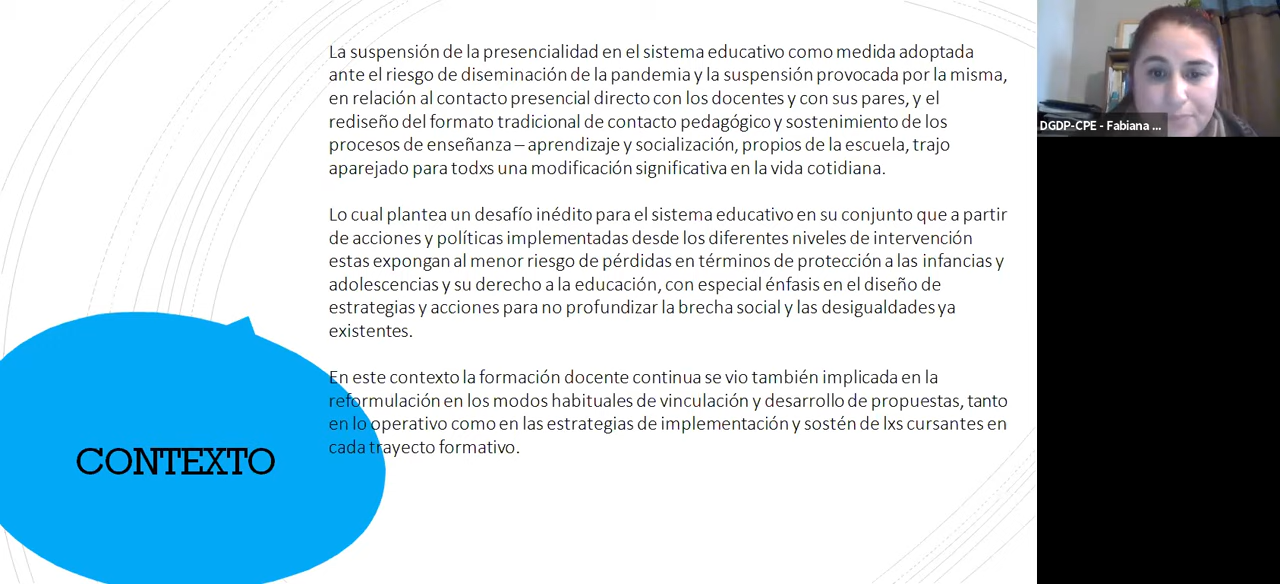 La suspensión de la presencialidad en el sistema educativo como medida adoptada
ante el riesgo de diseminación de la pandemia y la suspensión provocada por la misma,
en relación al contacto presencial directo con los docentes y con sus pares, y el
rediseño del formato tradicional de contacto pedagógico y sostenimiento de los
procesos de enseñanza – aprendizaje y socialización, propios de la escuela, trajo
aparejado para todxs una modificación significativa en la vida cotidiana.
Lo cual plantea un desafío inédito para el sistema educativo en su conjunto que a partir
de acciones y políticas implementadas desde los diferentes niveles de intervención
estas expongan al menor riesgo de pérdidas en términos de protección a las infancias y
adolescencias y su derecho a la educación, con especial énfasis en el diseño de
estrategias y acciones para no profundizar la brecha social y las desigualdades ya
existentes.
En este contexto la formación docente continua se vio también implicada en la
reformulación en los modos habituales de vinculación y desarrollo de propuestas, tanto
en lo operativo como en las estrategias de implementación y sostén de lxs cursantes en
cada trayecto formativo.
CONTEXTO
DGDP-CPE - Fabiana ...